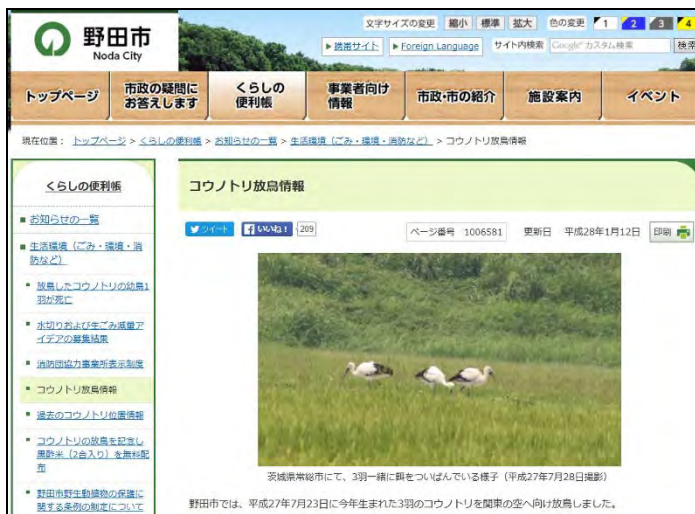 野田市
Noda City
文字サイズの変更 縮小 標準 拡大 色の変更 1 2 3 4
携帯サイト Foreign Language サイト内検索 Google カスタム検索 検索
トップページ
市政の疑問に
お答えします
くらしの
便利帳
事業者向け
情報
市政・市の紹介
施設案内
イベント
現在位置： トップページ > くらしの便利帳 > お知らせの一覧 > 生活環境（ごみ・環境・消防など） > コウノトリ放鳥情報
くらしの便利帳
お知らせの一覧
生活環境（ごみ・環境・消
防など）
放鳥したコウノトリの幼鳥1
羽が死亡
水切りおよび生ごみ減量ア
イデアの募集結果
消防団協力事業所表示制度
コウノトリ放鳥情報
過去のコウノトリ位置情報
コウノトリの放鳥を記念し
黒酢米（2合入り）を無料配
布
野田市野生動植物の保護に
関する条例の制定について
コウノトリ放鳥情報
ツイート いいね！ 209
ページ番号 1006581 更新日 平成28年1月12日 印刷
茨城県常総市にて、3羽一緒に餌をついばんでいる様子（平成27年7月28日撮影）
野田市では、平成27年7月23日に今年生まれた3羽のコウノトリを関東の空へ向け放鳥しました。